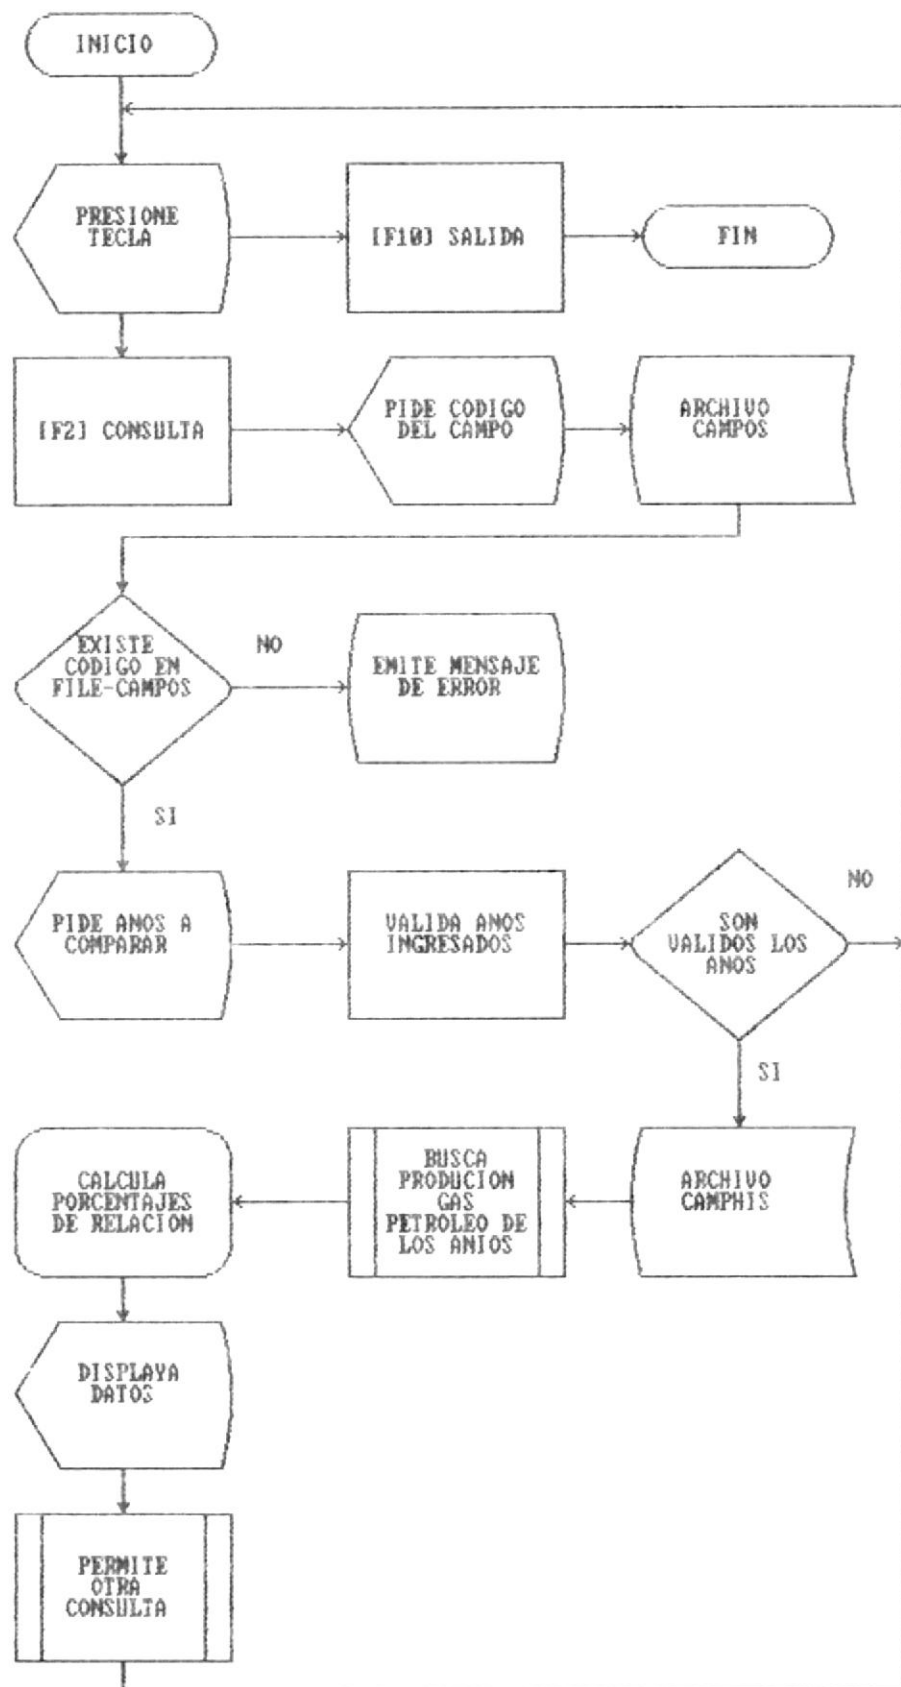 INICIO
PRESIONE
TECLA
[F10] SALIDA
FIN
[F2] CONSULTA
PIDE CODIGO
DEL CAMPO
ARCHIVO
CAMPOS
EXISTE
CODIGO EN
FILE-CAMPOS
NO
EMITE MENSAJE
DE ERROR
SI
PIDE ANOS A
COMPARAR
VALIDA ANOS
INGRESADOS
SON
VALIDOS LOS
ANOS
NO
SI
CALCULA
PORCENTAJES
DE RELACION
BUSCA
PRODUCION
GAS
PETROLEO DE
LOS ANIOS
ARCHIVO
CAMPHIS
DISPLAYA
DATOS
PERMITE
OTRA
CONSULTA